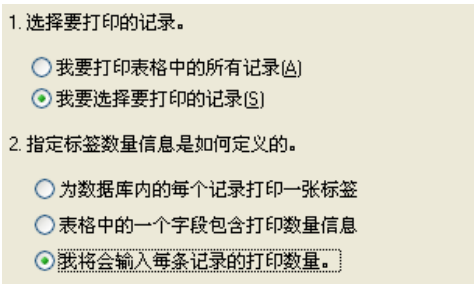 1. 选择要打印的记录。
我要打印表格中的所有记录(A)
我要选择要打印的记录(S)
2. 指定标签数量信息是如何定义的。
为数据库内的每个记录打印一张标签
表格中的一个字段包含打印数量信息
我将会输入每条记录的打印数量。